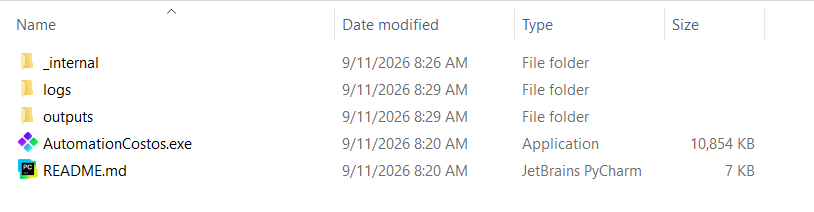 Name Date modified Type Size
_internal 9/11/2026 8:26 AM File folder
logs 9/11/2026 8:29 AM File folder
outputs 9/11/2026 8:29 AM File folder
AutomationCostos.exe 9/11/2026 8:20 AM Application 10,854 KB
PC README.md 9/11/2026 8:20 AM JetBrains PyCharm 7 KB